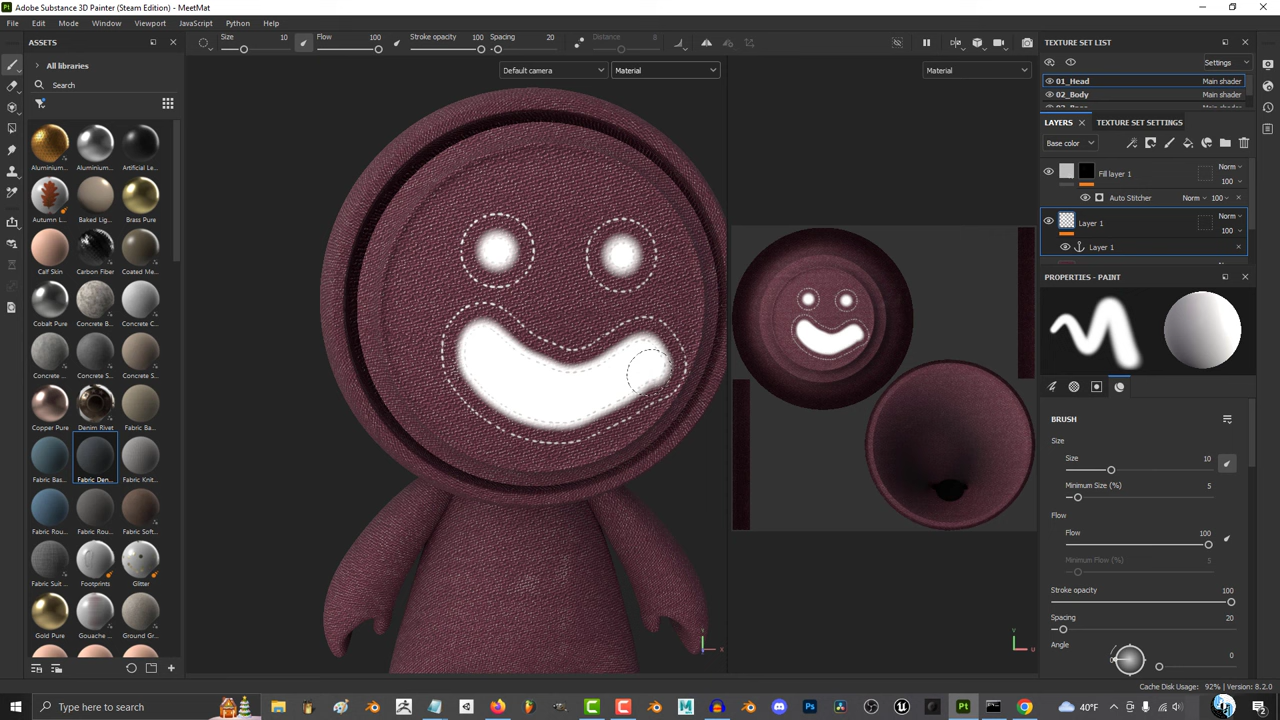 Adobe Substance 3D Painter (Steam Edition) - MeetMat
File Edit Mode Window Viewport JavaScript Python Help
Size 10 Flow 100 Stroke opacity 100 Spacing 20 Distance 8
ASSETS
All libraries
Search
Aluminium... Aluminium... Artificial Le...
Autumn L... Baked Lig... Brass Pure
Calf Skin Carbon Fiber Coated Me...
Cobalt Pure Concrete B... Concrete C...
Concrete ... Concrete D... Concrete S...
Copper Pure Denim Rivet Fabric Ba...
Fabric Bas... Fabric Den... Fabric Knit...
Fabric Rou... Fabric Rou... Fabric Soft...
Fabric Suit ... Footprints Glitter
Gold Pure Gouache ... Ground Gr...
Default camera Material
Material
TEXTURE SET LIST
Settings
01_Head Main shader
02_Body Main shader
LAYERS TEXTURE SET SETTINGS
Base color
Fill layer 1 Norm 100
Auto Stitcher Norm 100
Layer 1 Norm 100
Layer 1
PROPERTIES - PAINT
BRUSH
Size
Size 10
Minimum Size (%) 5
Flow
Flow 100
Minimum Flow (%) 5
Stroke opacity 100
Spacing 20
Angle 0
Cache Disk Usage: 92% | Version: 8.2.0
Type here to search
40°F